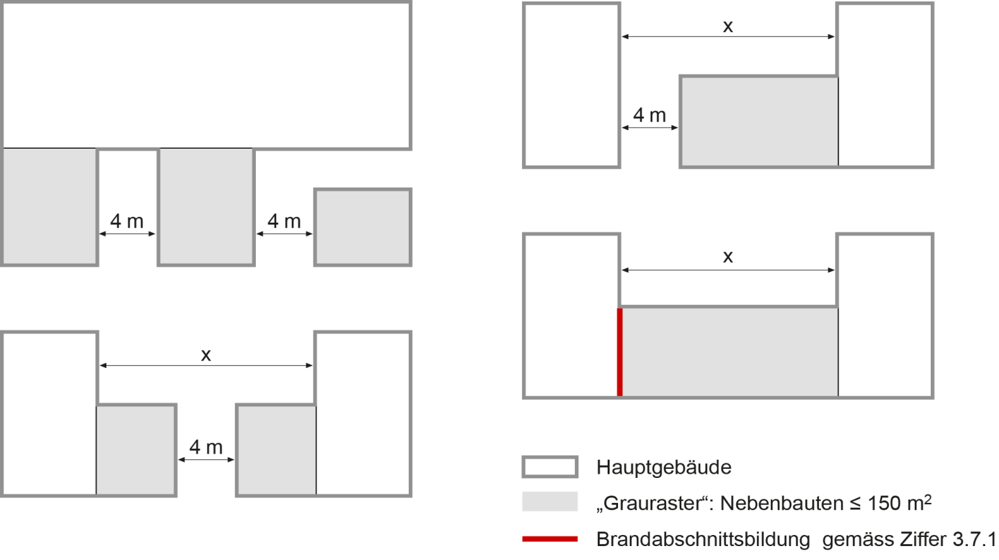 4 m
4 m
x
4 m
x
4 m
x
Hauptgebäude
„Grauraster“: Nebenbauten ≤ 150 m²
Brandabschnittsbildung gemäss Ziffer 3.7.1